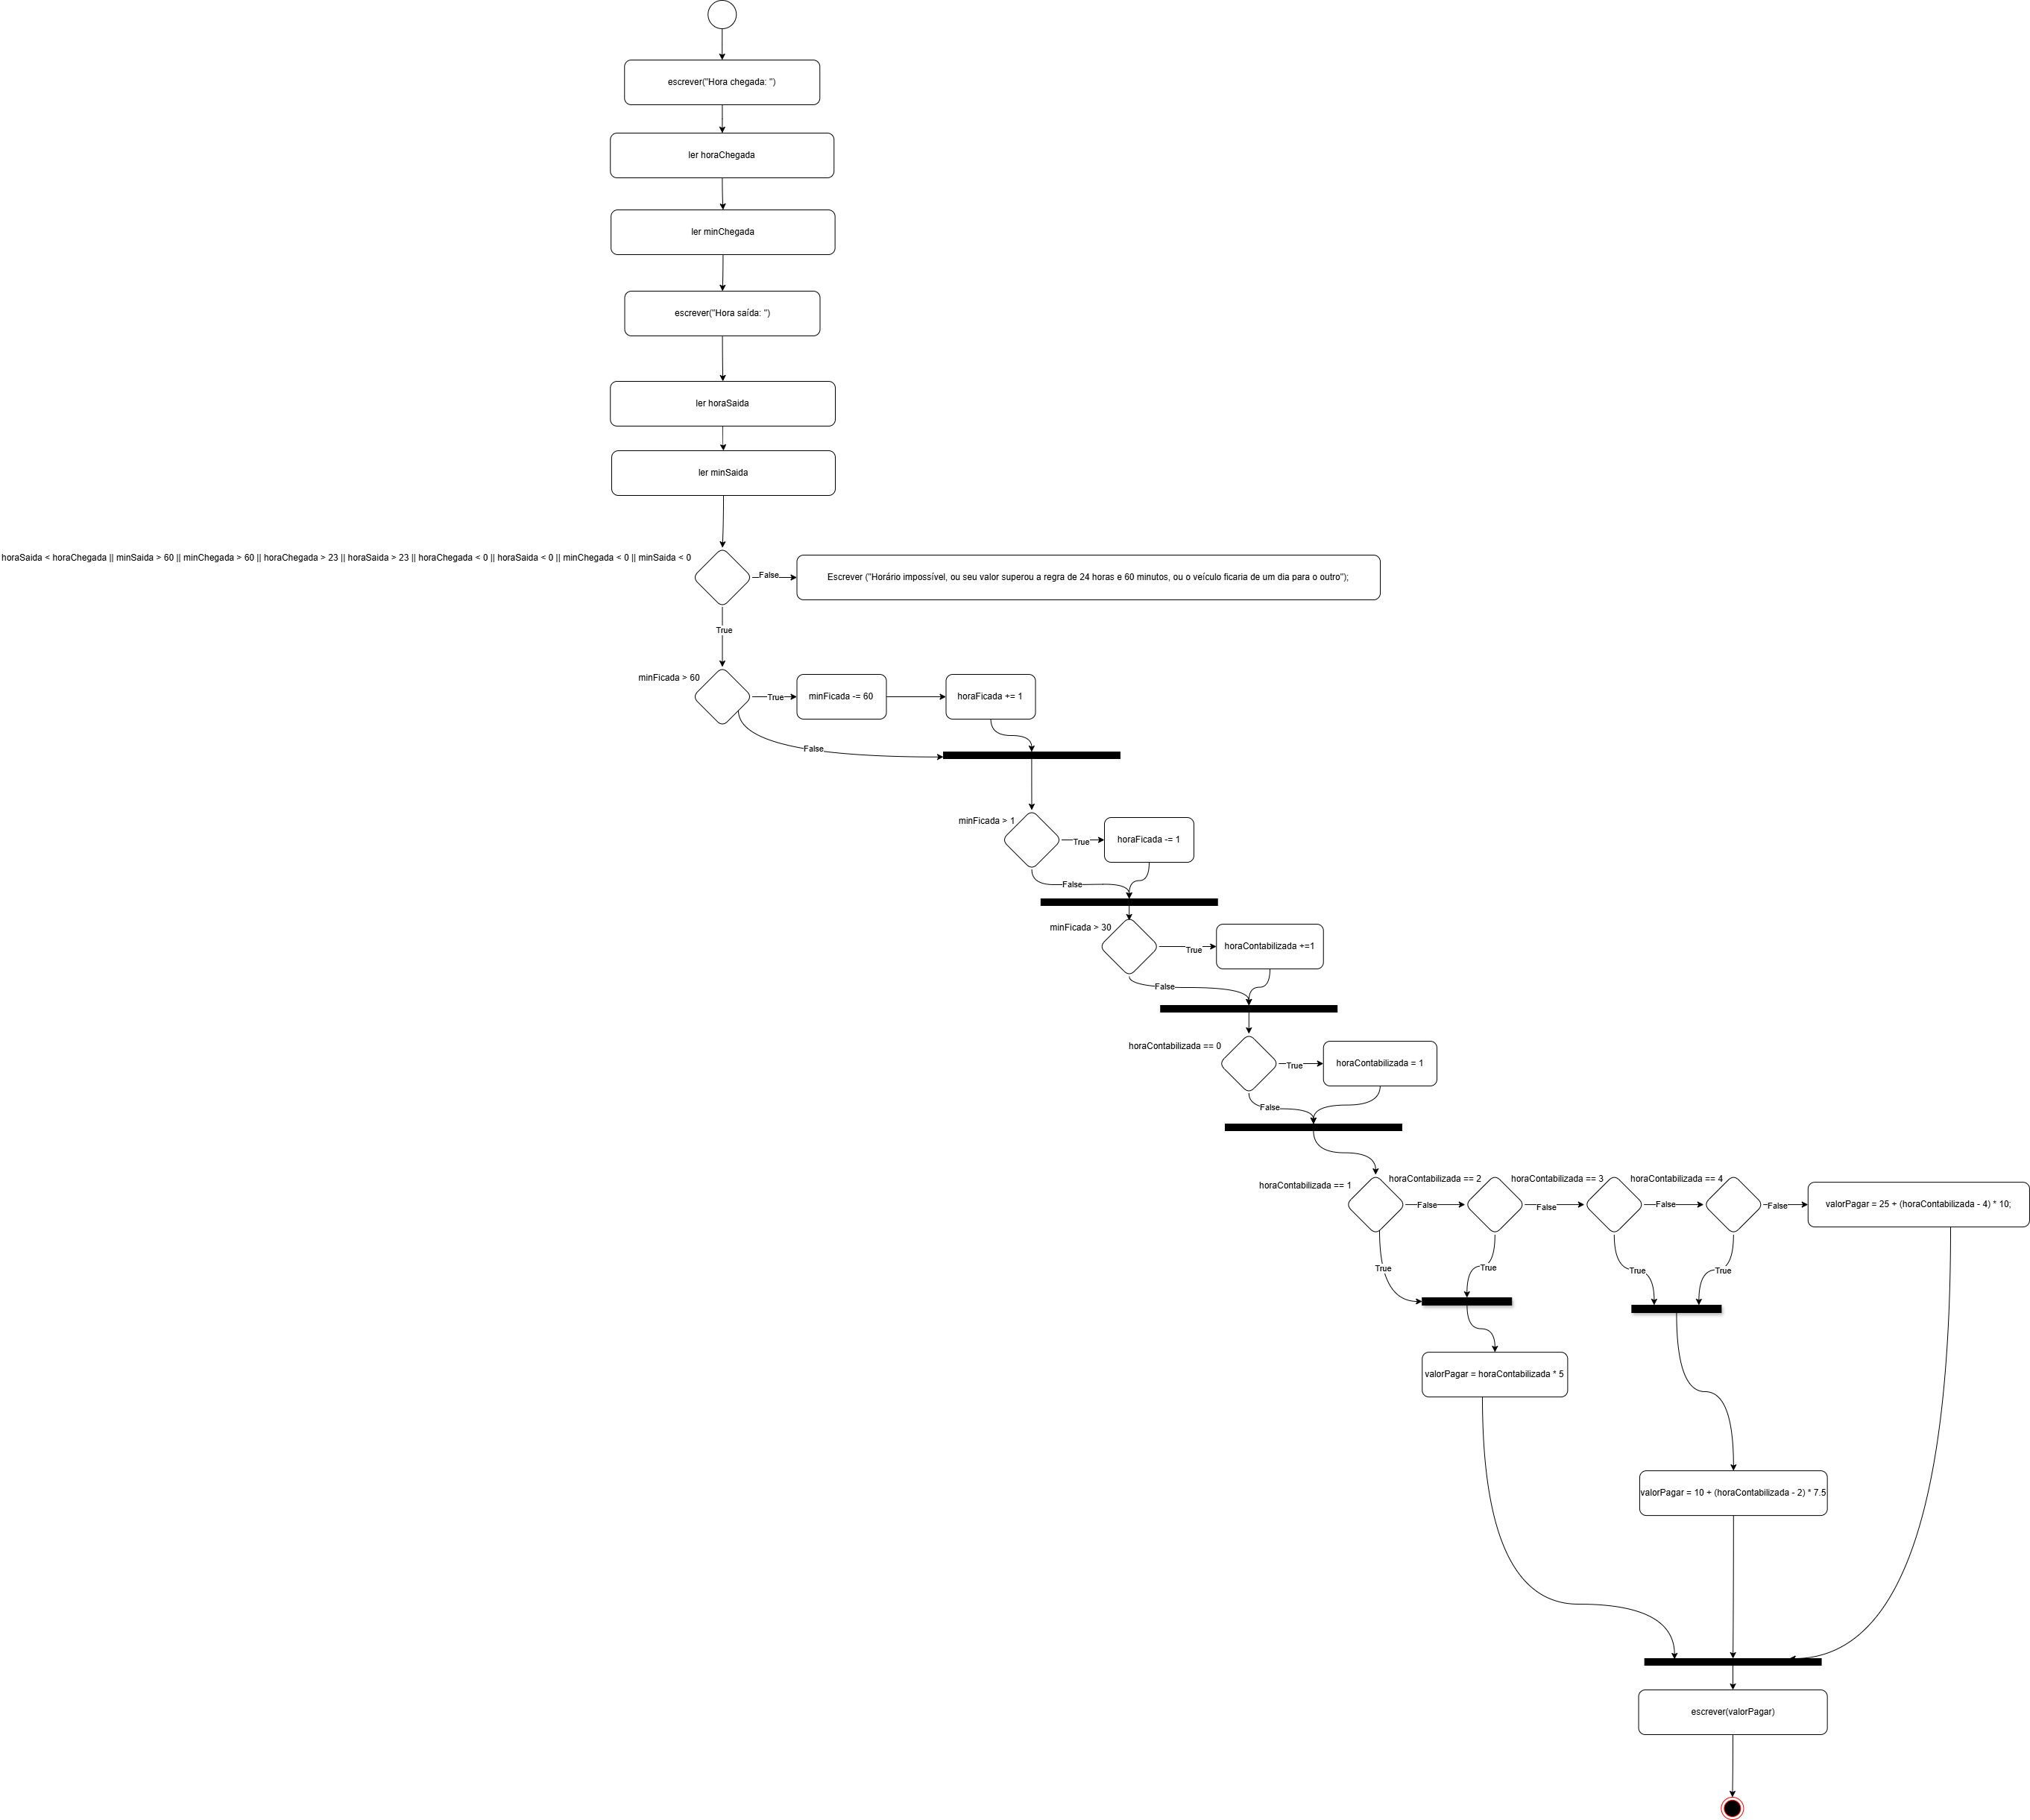 escrever("Hora chegada: ")
ler horaChegada
ler minChegada
escrever("Hora saída: ")
ler horaSaida
ler minSaida
horaSaida < horaChegada || minSaida > 60 || minChegada > 60 || horaChegada > 23 || horaSaida > 23 || horaChegada < 0 || horaSaida < 0 || minChegada < 0 || minSaida < 0
False
Escrever ("Horário impossível, ou seu valor superou a regra de 24 horas e 60 minutos, ou o veículo ficaria de um dia para o outro");
True
minFicada > 60
True
minFicada -= 60
horaFicada += 1
False
minFicada > 1
True
horaFicada -= 1
False
minFicada > 30
True
horaContabilizada +=1
False
horaContabilizada == 0
True
horaContabilizada = 1
False
horaContabilizada == 1
False
horaContabilizada == 2
False
horaContabilizada == 3
False
horaContabilizada == 4
False
valorPagar = 25 + (horaContabilizada - 4) * 10;
True
True
True
True
valorPagar = horaContabilizada * 5
valorPagar = 10 + (horaContabilizada - 2) * 7.5
escrever(valorPagar)